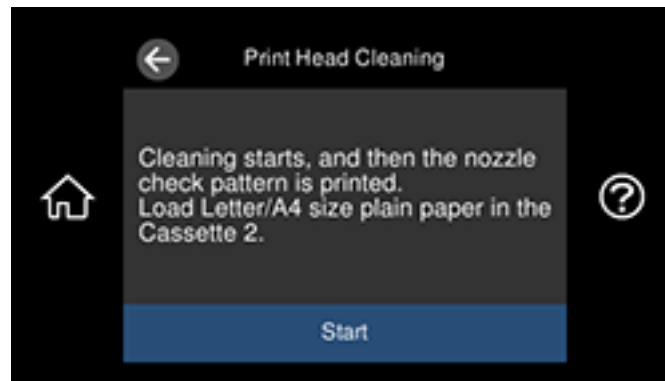 Print Head Cleaning
Cleaning starts, and then the nozzle
check pattern is printed.
Load Letter/A4 size plain paper in the
Cassette 2.
Start